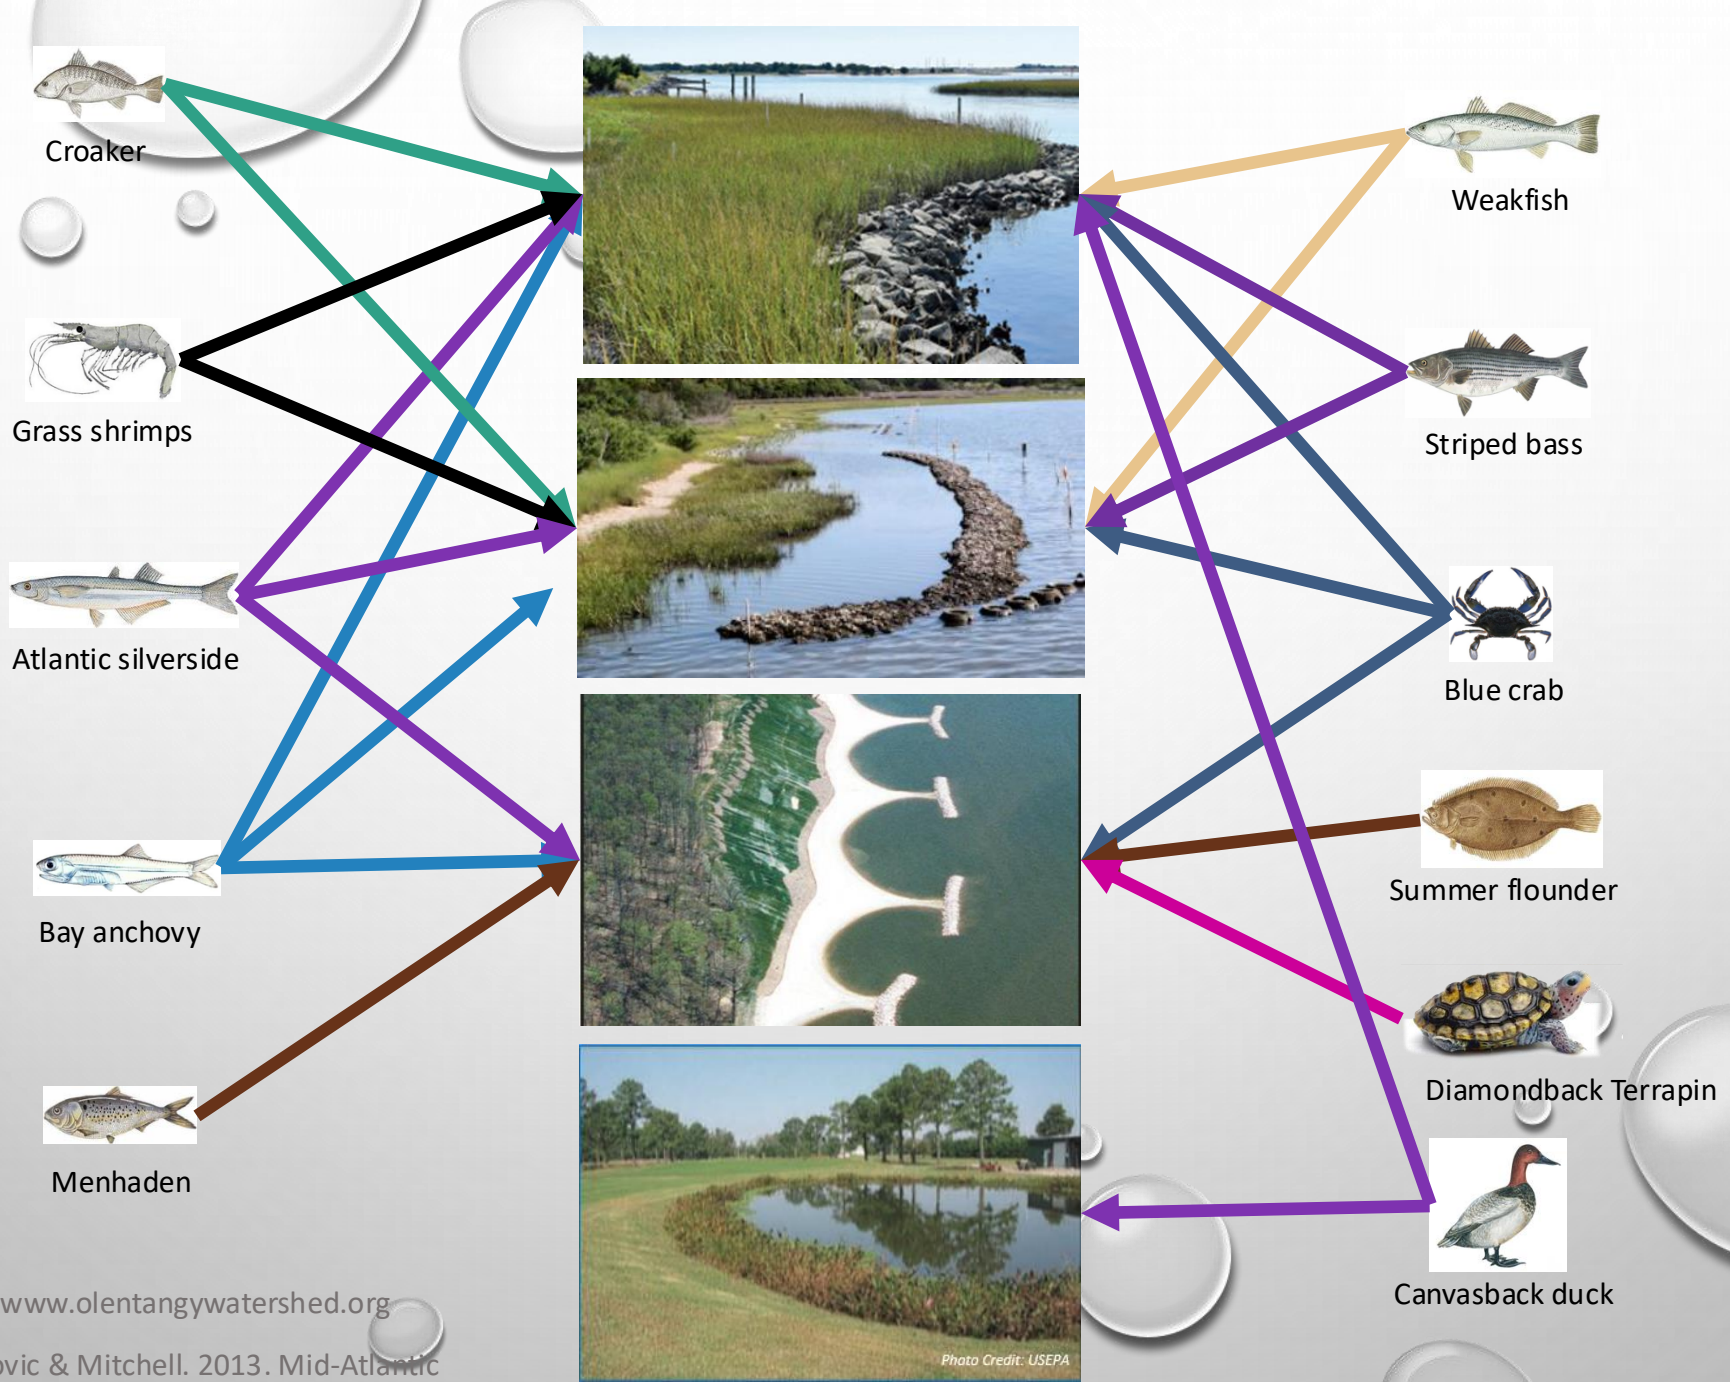 Croaker
Grass shrimps
Atlantic silverside
Bay anchovy
Menhaden
Weakfish
Striped bass
Blue crab
Summer flounder
Diamondback Terrapin
Canvasback duck
Photo Credit: USEPA
www.olentangywatershed.org
& Mitchell. 2013. Mid-Atlantic